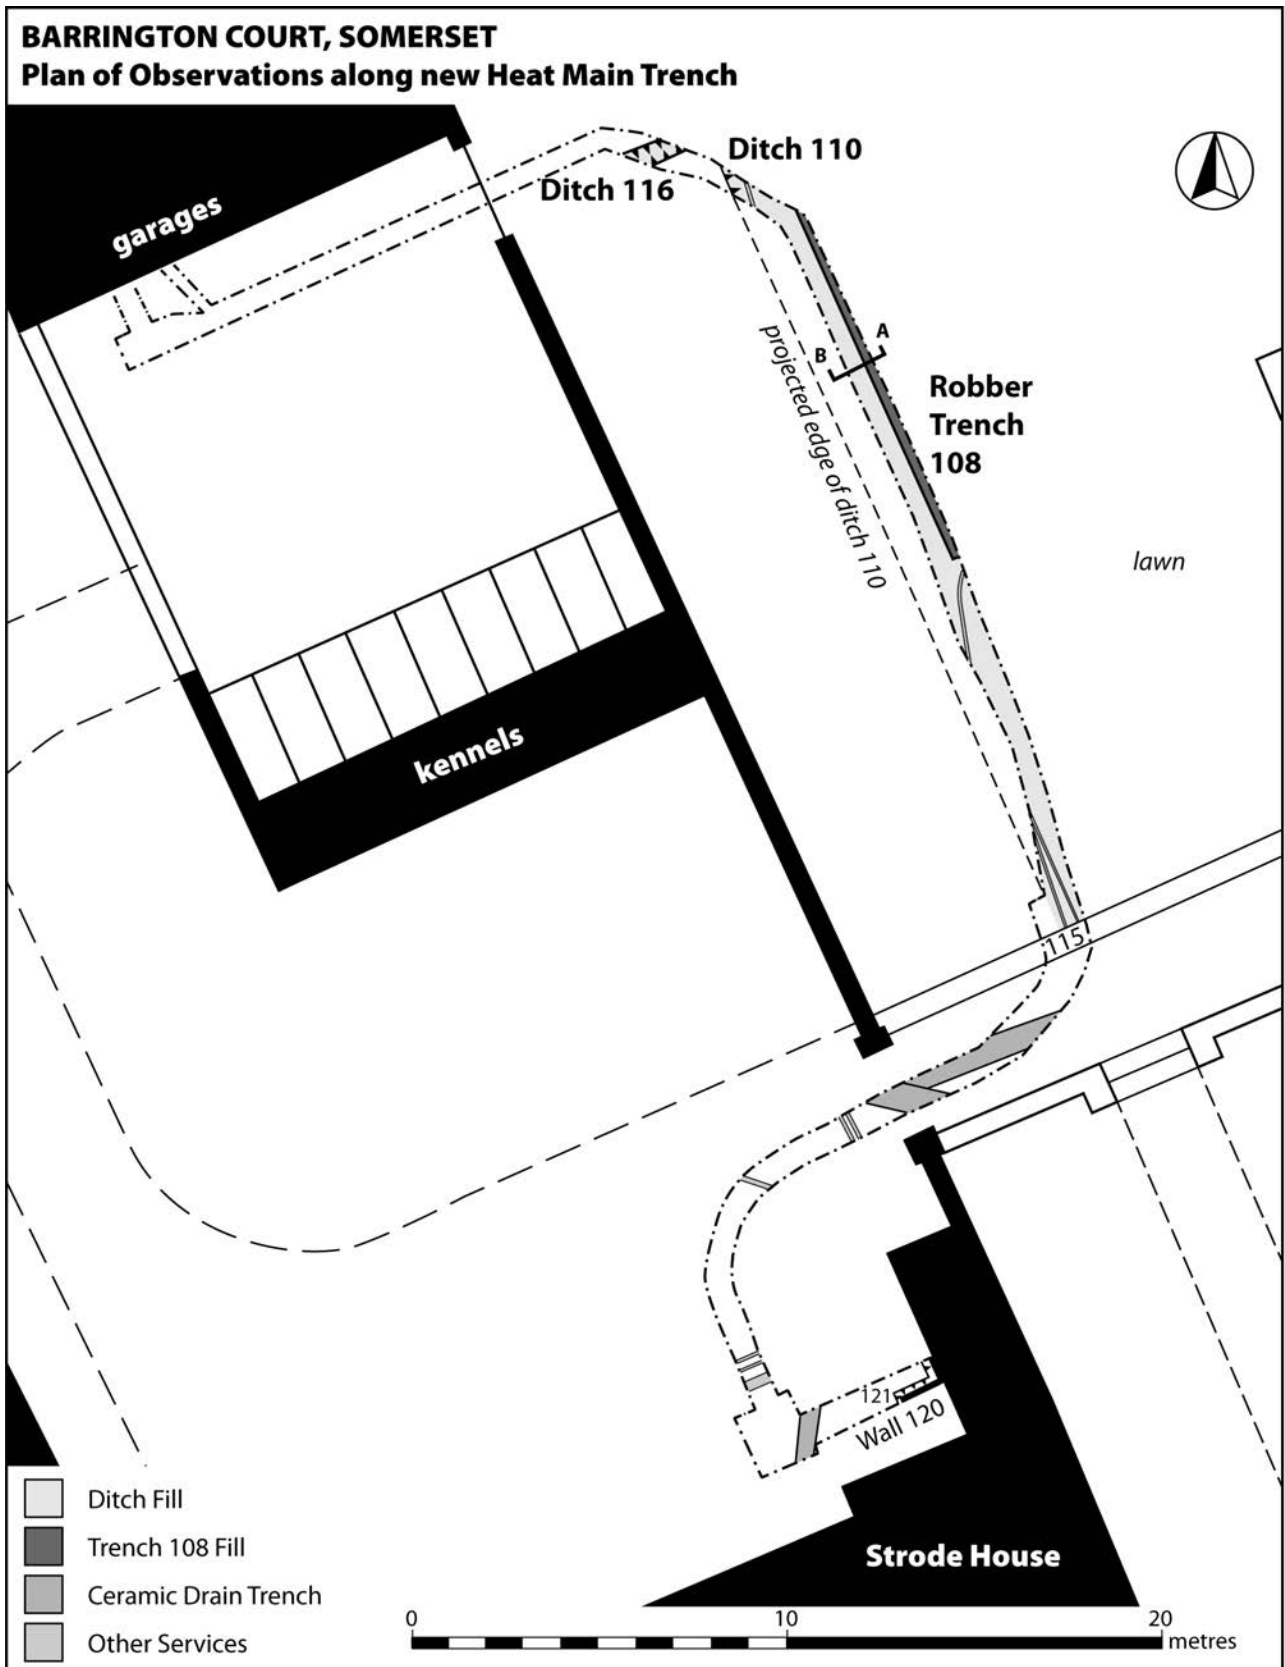 BARRINGTON COURT, SOMERSET
Plan of Observations along new Heat Main Trench
Ditch 110
Ditch 116
garages
A
B
projected edge of ditch 110
Robber
Trench
108
lawn
kennels
115
121
Wall 120
Strode House
Ditch Fill
Trench 108 Fill
Ceramic Drain Trench
Other Services
0 10 20
metres